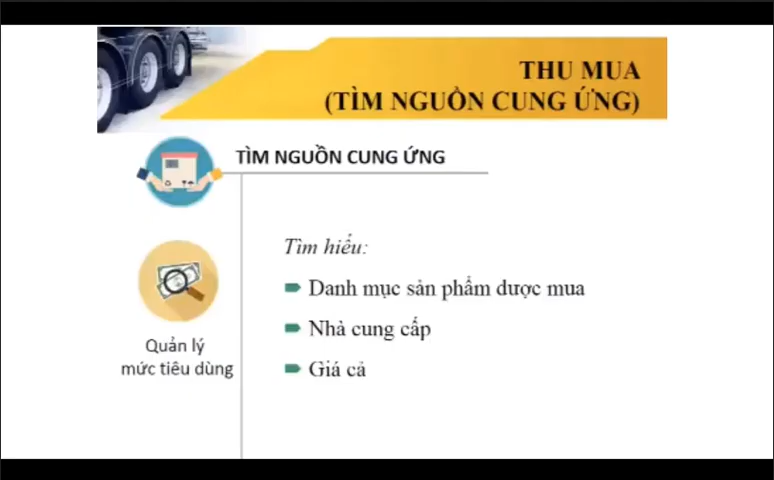 THU MUA
(TÌM NGUỒN CUNG ỨNG)
TÌM NGUỒN CUNG ỨNG
Tìm hiểu:
Danh mục sản phẩm được mua
Nhà cung cấp
Giá cả
Quản lý
mức tiêu dùng